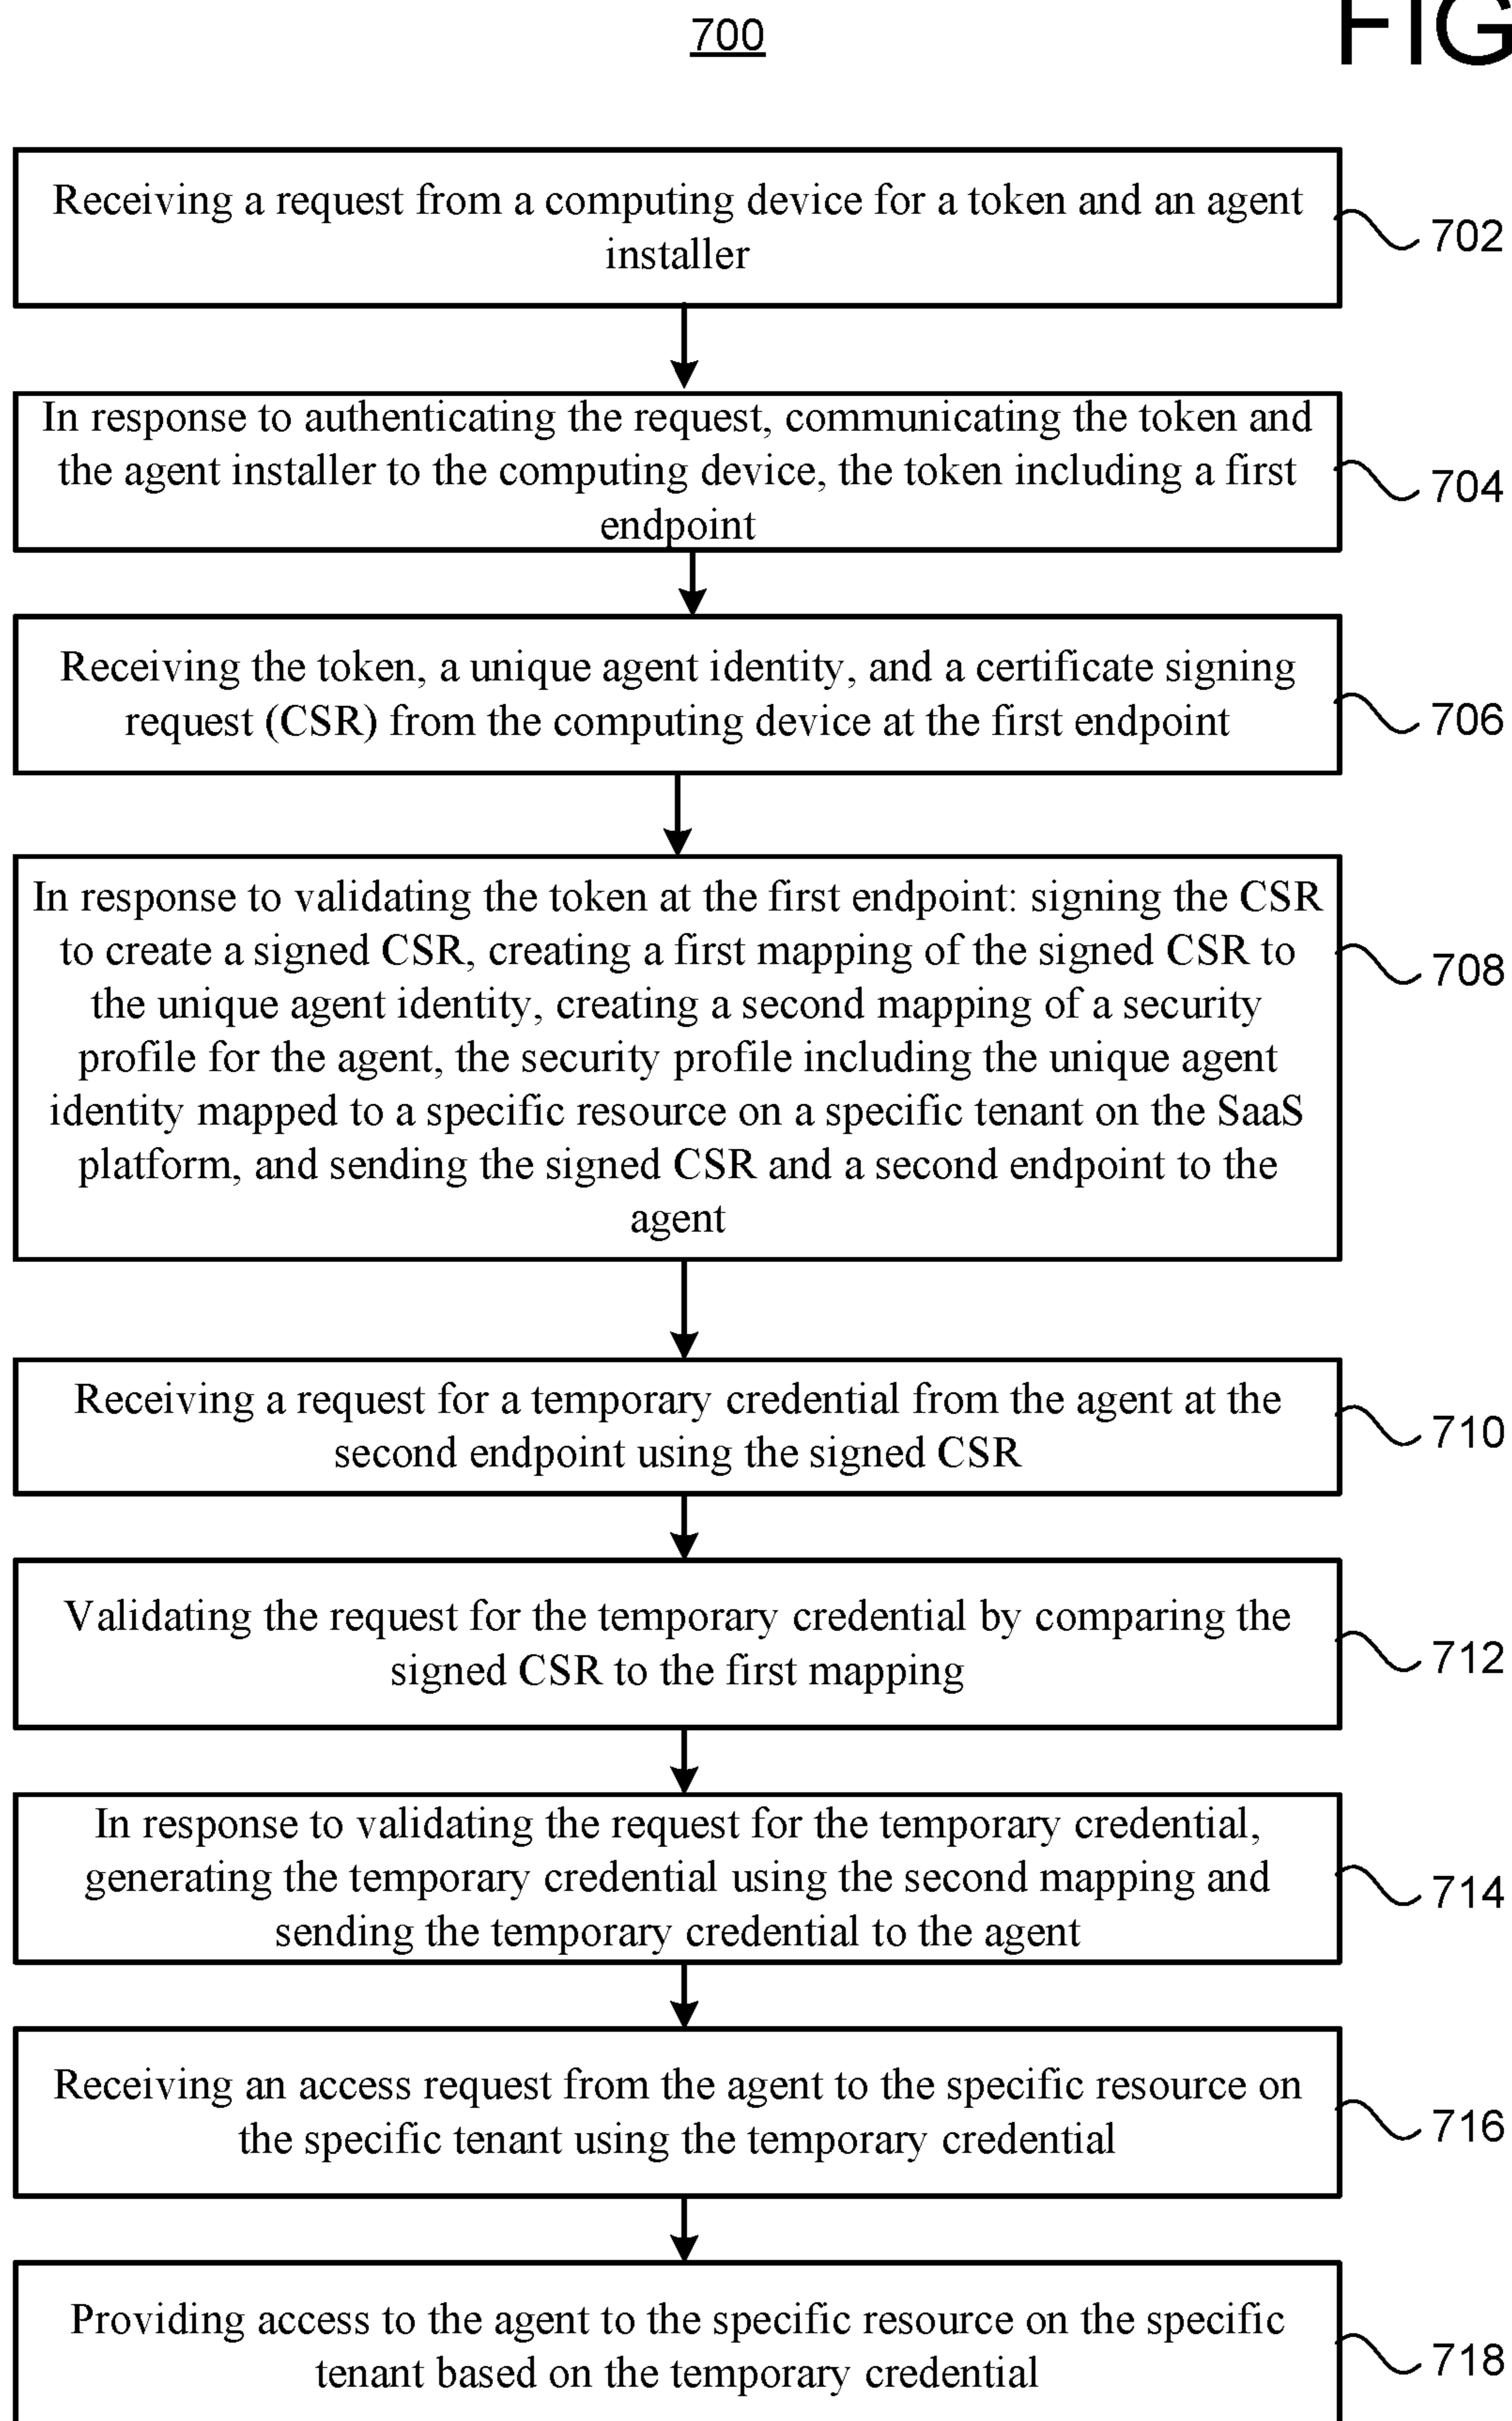 700
FIG
Receiving a request from a computing device for a token and an agent
installer
702
In response to authenticating the request, communicating the token and
the agent installer to the computing device, the token including a first
endpoint
704
Receiving the token, a unique agent identity, and a certificate signing
request (CSR) from the computing device at the first endpoint
706
In response to validating the token at the first endpoint: signing the CSR
to create a signed CSR, creating a first mapping of the signed CSR to
the unique agent identity, creating a second mapping of a security
profile for the agent, the security profile including the unique agent
identity mapped to a specific resource on a specific tenant on the SaaS
platform, and sending the signed CSR and a second endpoint to the
agent
708
Receiving a request for a temporary credential from the agent at the
second endpoint using the signed CSR
710
Validating the request for the temporary credential by comparing the
signed CSR to the first mapping
712
In response to validating the request for the temporary credential,
generating the temporary credential using the second mapping and
sending the temporary credential to the agent
714
Receiving an access request from the agent to the specific resource on
the specific tenant using the temporary credential
716
Providing access to the agent to the specific resource on the specific
tenant based on the temporary credential
718